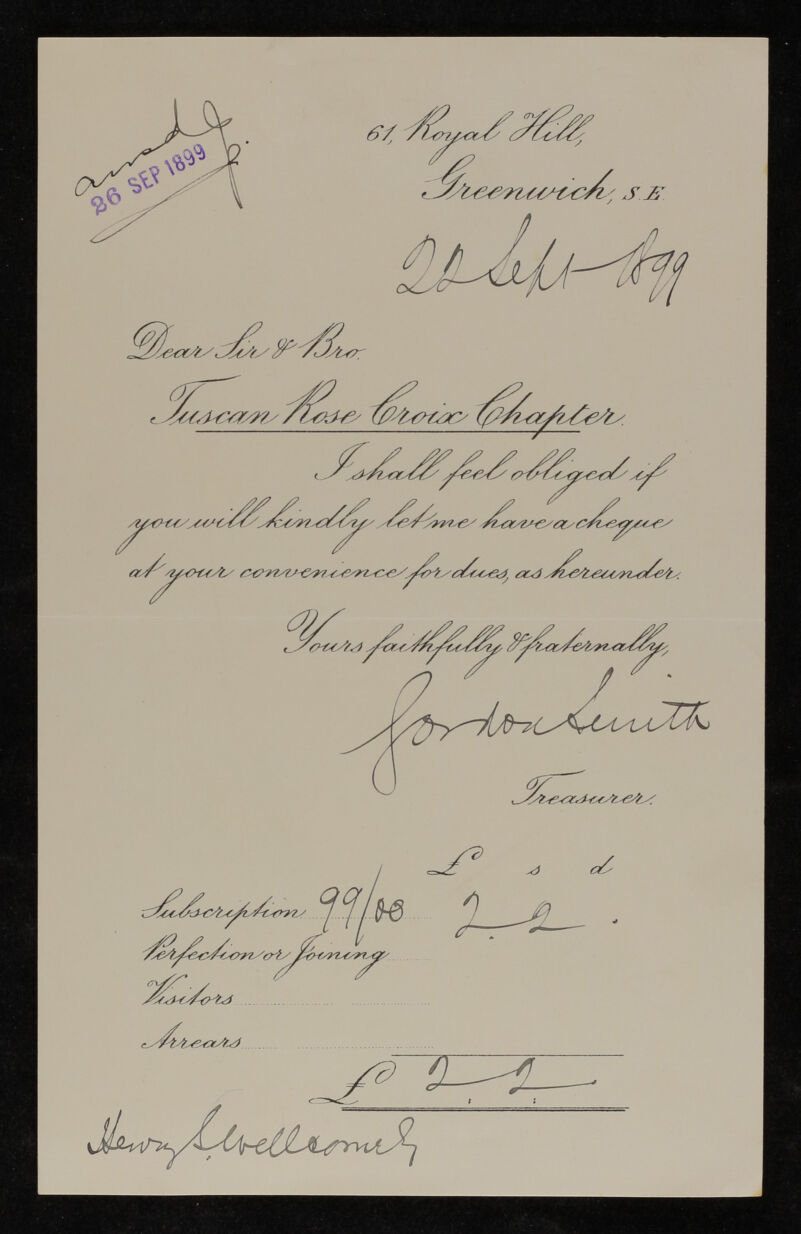 ansd
26 SEP 1899
61, Royal Hill,
Greenwich, S.E.
22 Sept 1899
Dear Sir & Bro.
Tuscan Rose Croix Chapter.
I shall feel obliged if
you will kindly let me have a cheque
at your convenience for dues, as hereunder.
Yours faithfully & fraternally,
Gordon Smith
Treasurer.
£ s d
Subscription 99/00 2 . 2 .
Perfection or Joining
Visitors
Arrears
£ 2 : 2 :
Henry S. Wellcome Esq